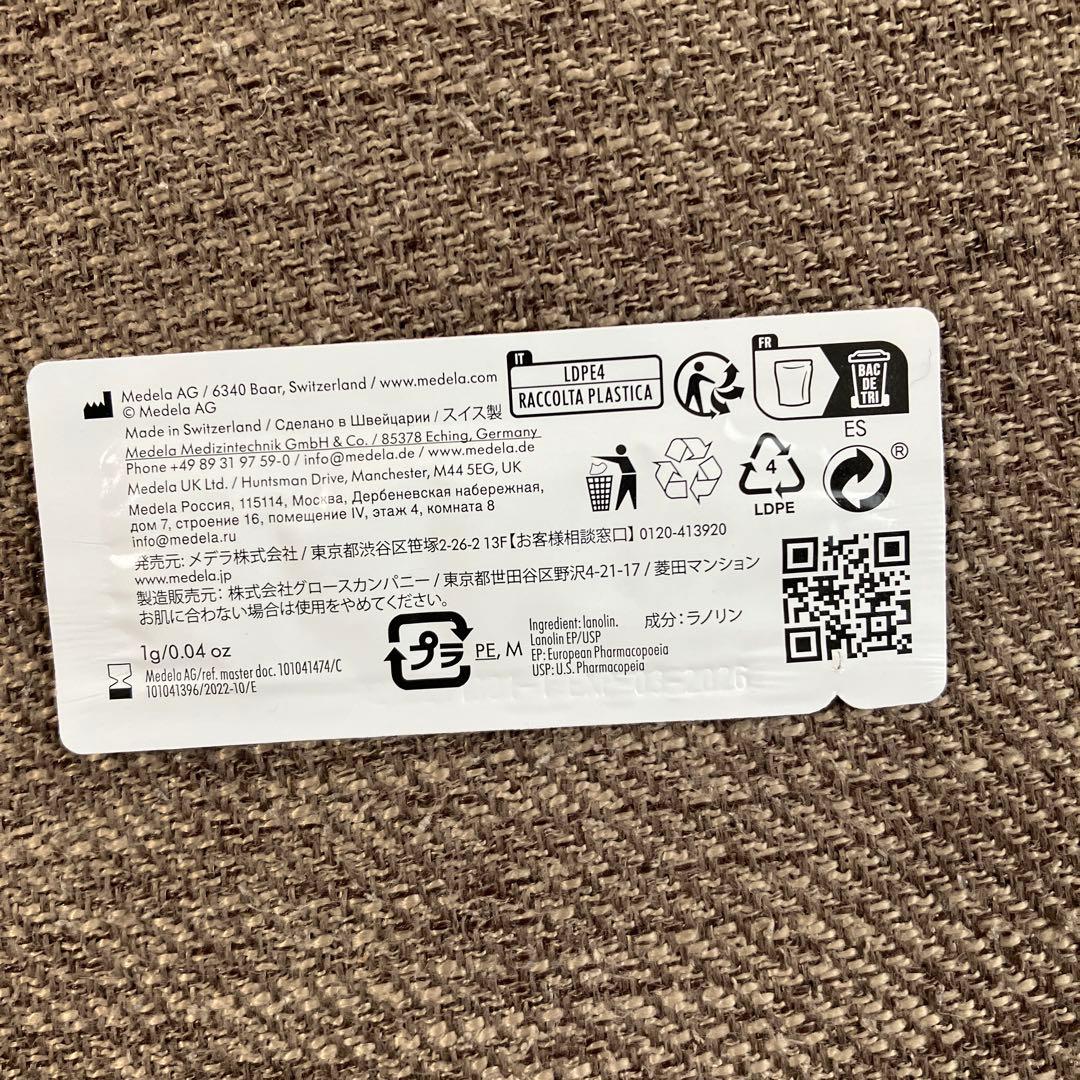 Medela AG / 6340 Baar, Switzerland / www.medela.com
© Medela AG
Made in Switzerland / Сделано в Швейцарии / スイス製
Medela Medizintechnik GmbH & Co. / 85378 Eching, Germany
Phone +49 89 31 97 59-0 / info@medela.de / www.medela.de
Medela UK Ltd. / Huntsman Drive, Manchester, M44 5EG, UK
Medela Россия, 115114, Москва, Дербеневская набережная,
дом 7, строение 16, помещение IV, этаж 4, комната 8
info@medela.ru
IT
LDPE4
RACCOLTA PLASTICA
FR
BAC
DE
TRI
ES
4
LDPE
®
発売元: メデラ株式会社 / 東京都渋谷区笹塚2-26-2 13F【お客様相談窓口】 0120-413920
www.medela.jp
製造販売元: 株式会社グロースカンパニー / 東京都世田谷区野沢4-21-17 / 菱田マンション
お肌に合わない場合は使用をやめてください。
1g/0.04 oz
Medela AG/ref. master doc. 101041474/C
101041396/2022-10/E
プラ
PE, M
Ingredient: lanolin.
Lanolin EP/USP
EP: European Pharmacopoeia
USP: U.S. Pharmacopeia
成分：ラノリン
03-2026